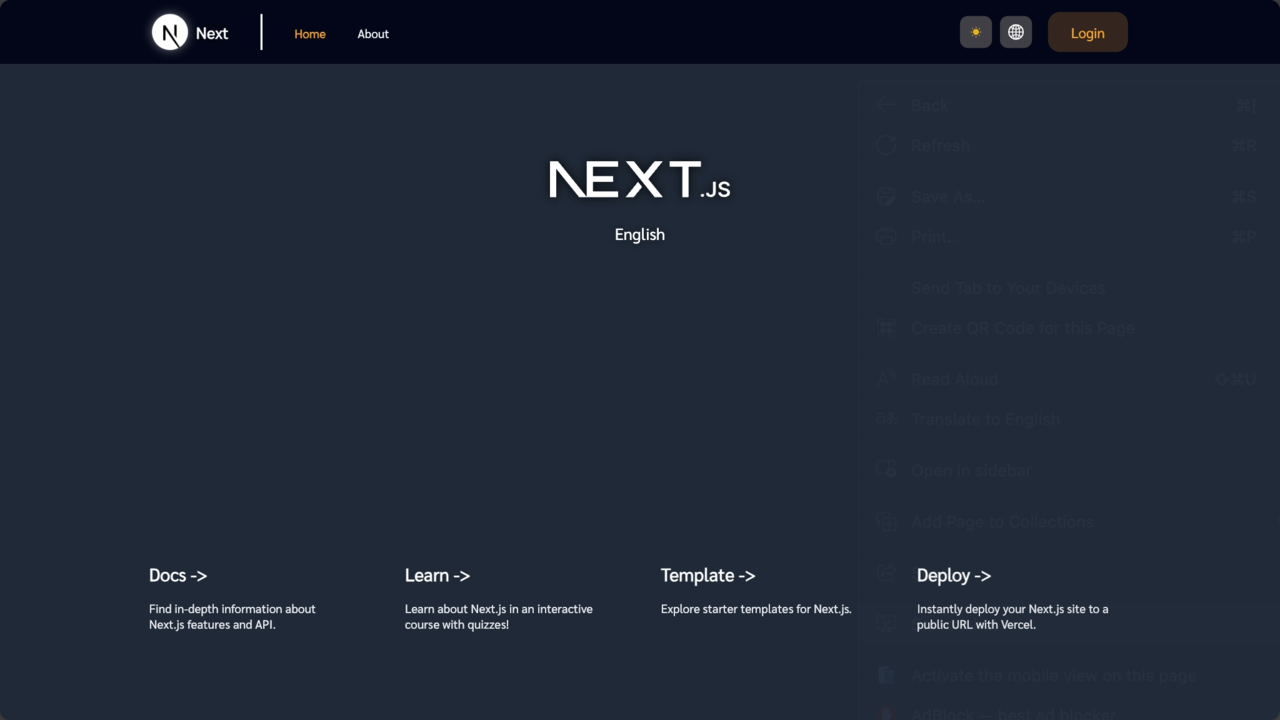 Next
Home
About
Login
NEXT.JS
English
Back ⌘[
Refresh ⌘R
Save As... ⌘S
Print... ⌘P
Send Tab to Your Devices
Create QR Code for this Page
Read Aloud ⇧⌘U
Translate to English
Open in sidebar
Add Page to Collections
Docs ->
Find in-depth information about
Next.js features and API.
Learn ->
Learn about Next.js in an interactive
course with quizzes!
Template ->
Explore starter templates for Next.js.
Deploy ->
Instantly deploy your Next.js site to a
public URL with Vercel.
Activate the mobile view on this page
AdBlock — best ad blocker